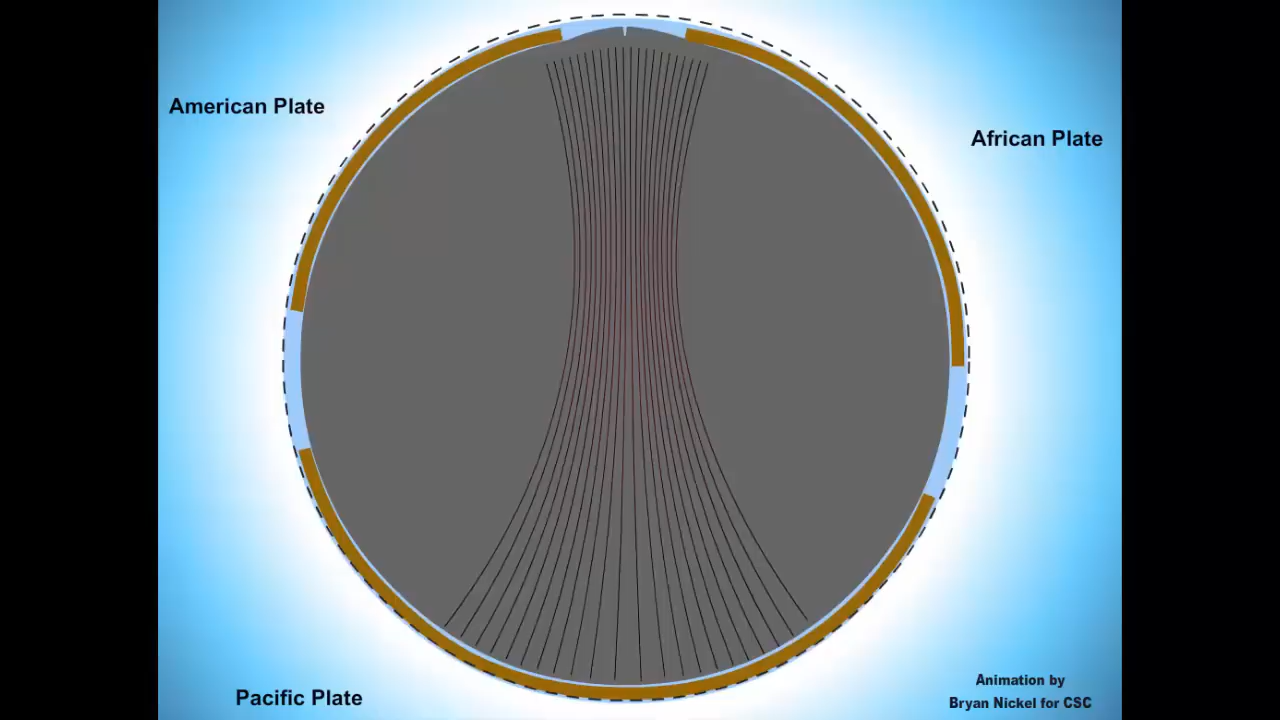 American Plate
African Plate
Pacific Plate
Animation by
Bryan Nickel for CSC